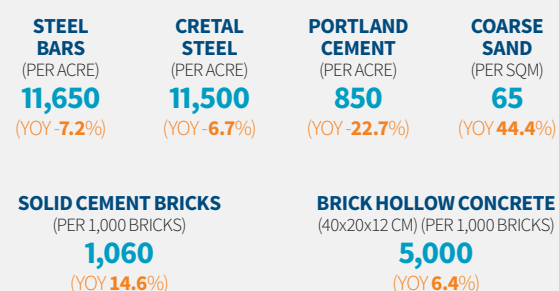 STEEL
BARS
(PER ACRE)
11,650
(YOY -7.2%)
CRETAL
STEEL
(PER ACRE)
11,500
(YOY -6.7%)
PORTLAND
CEMENT
(PER ACRE)
850
(YOY -22.7%)
COARSE
SAND
(PER SQM)
65
(YOY 44.4%)
SOLID CEMENT BRICKS
(PER 1,000 BRICKS)
1,060
(YOY 14.6%)
BRICK HOLLOW CONCRETE
(40x20x12 CM) (PER 1,000 BRICKS)
5,000
(YOY 6.4%)